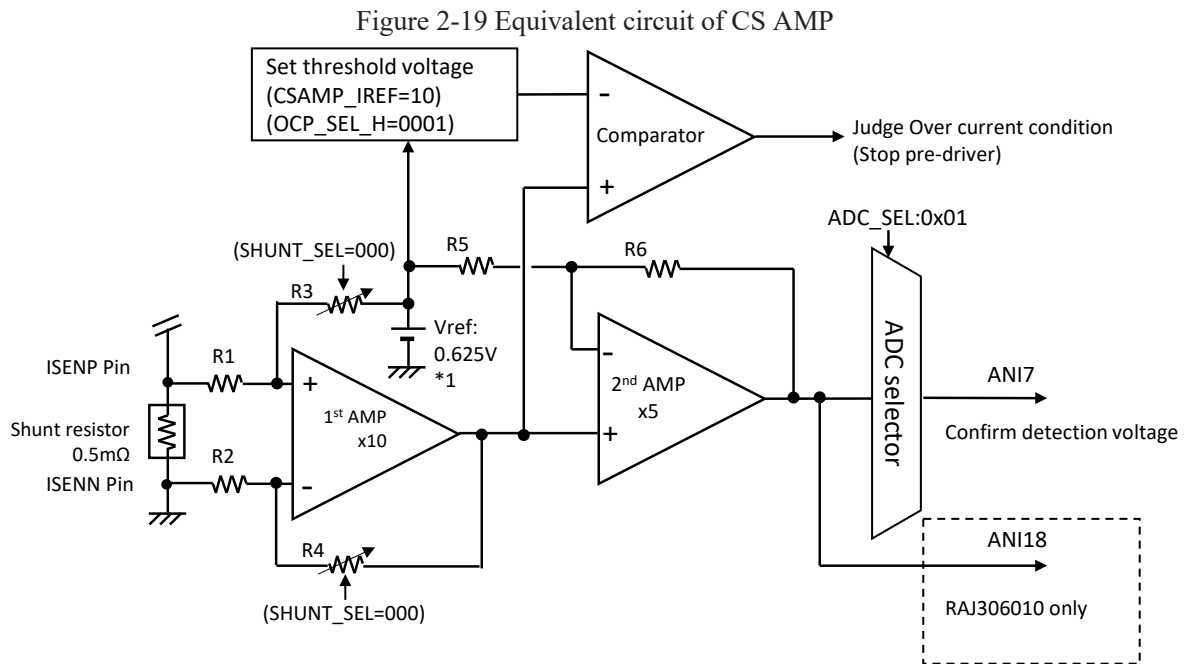 Figure 2-19 Equivalent circuit of CS AMP
Set threshold voltage
(CSAMP_IREF=10)
(OCP_SEL_H=0001)
-
Comparator
+
Judge Over current condition
(Stop pre-driver)
ADC_SEL:0x01
(SHUNT_SEL=000)
R5
R6
R3
Vref:
0.625V
*1
ISENP Pin
R1
+
1st AMP
x10
-
2nd AMP
x5
+
ADC selector
ANI7
Confirm detection voltage
Shunt resistor
0.5mΩ
R2
-
ISENN Pin
R4
(SHUNT_SEL=000)
ANI18
RAJ306010 only